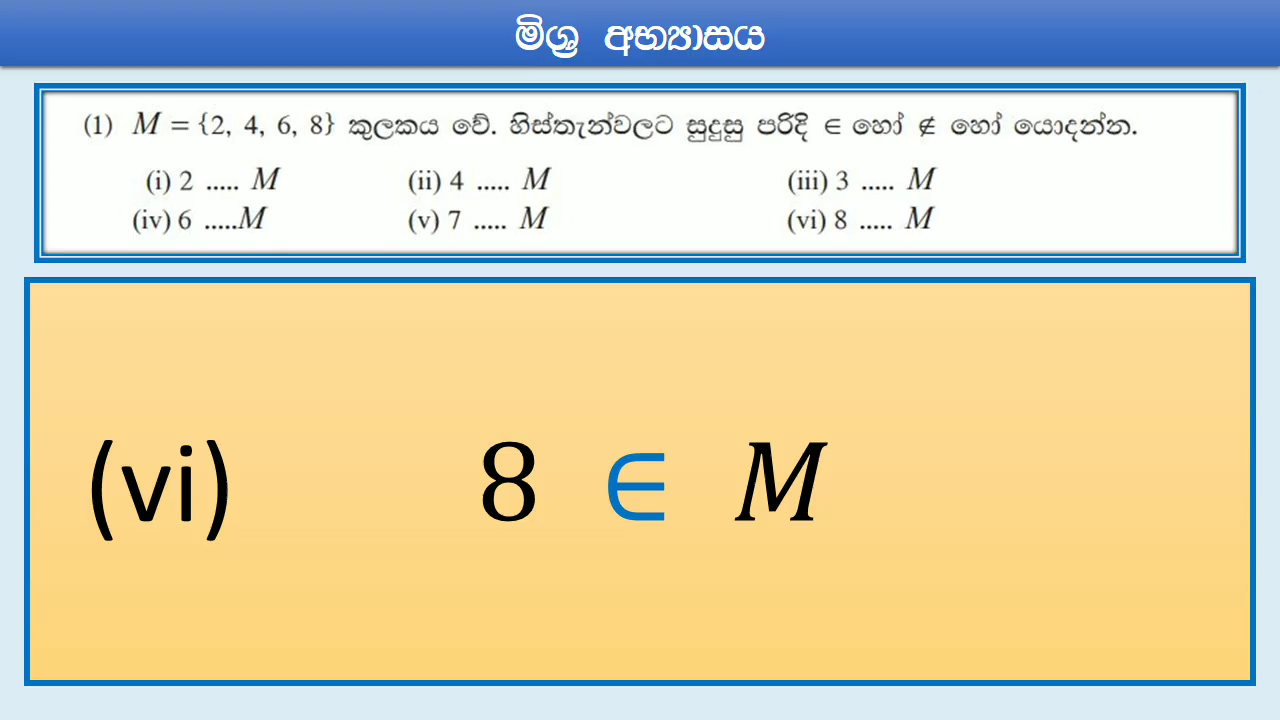 මිශ්‍ර අභ්‍යාසය
(1) M = {2, 4, 6, 8} කුලකය වේ. හිස්තැන්වලට සුදුසු පරිදි ∈ හෝ ∉ හෝ යොදන්න.
(i) 2 ..... M (ii) 4 ..... M (iii) 3 ..... M
(iv) 6 .....M (v) 7 ..... M (vi) 8 ..... M
(vi) 8 ∈ M